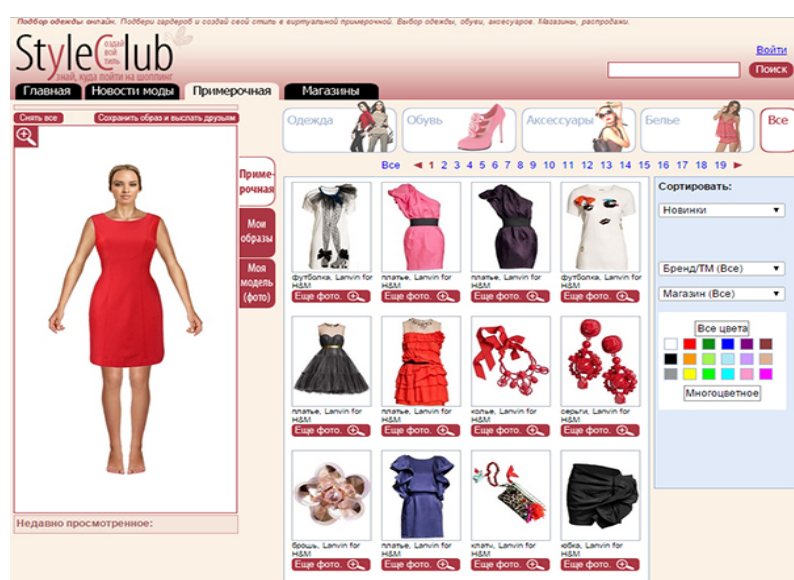 Подбор одежды онлайн. Подбери гардероб и создай свой стиль в виртуальной примерочной. Выбор одежды, обуви, аксесуаров. Магазины, распродажи.
StyleClub
создай
свой
стиль
знай, куда пойти на шоппинг
Войти
Поиск
Главная Новости моды Примерочная Магазины
Снять все Сохранить образ и выслать друзьям
Одежда Обувь Аксессуары Белье Все
Все 1 2 3 4 5 6 7 8 9 10 11 12 13 14 15 16 17 18 19
Приме-
рочная
Мои
образы
Моя
модель
(фото)
Сортировать:
Новинки
Бренд/ТМ (Все)
Магазин (Все)
Все цвета
Многоцветное
футболка, Lanvin for H&M
Еще фото.
платье, Lanvin for H&M
Еще фото.
платье, Lanvin for H&M
Еще фото.
футболка, Lanvin for H&M
Еще фото.
платье, Lanvin for H&M
Еще фото.
платье, Lanvin for H&M
Еще фото.
колье, Lanvin for H&M
Еще фото.
серьги, Lanvin for H&M
Еще фото.
брошь, Lanvin for H&M
Еще фото.
платье, Lanvin for H&M
Еще фото.
клатч, Lanvin for H&M
Еще фото.
юбка, Lanvin for H&M
Еще фото.
Недавно просмотренное: